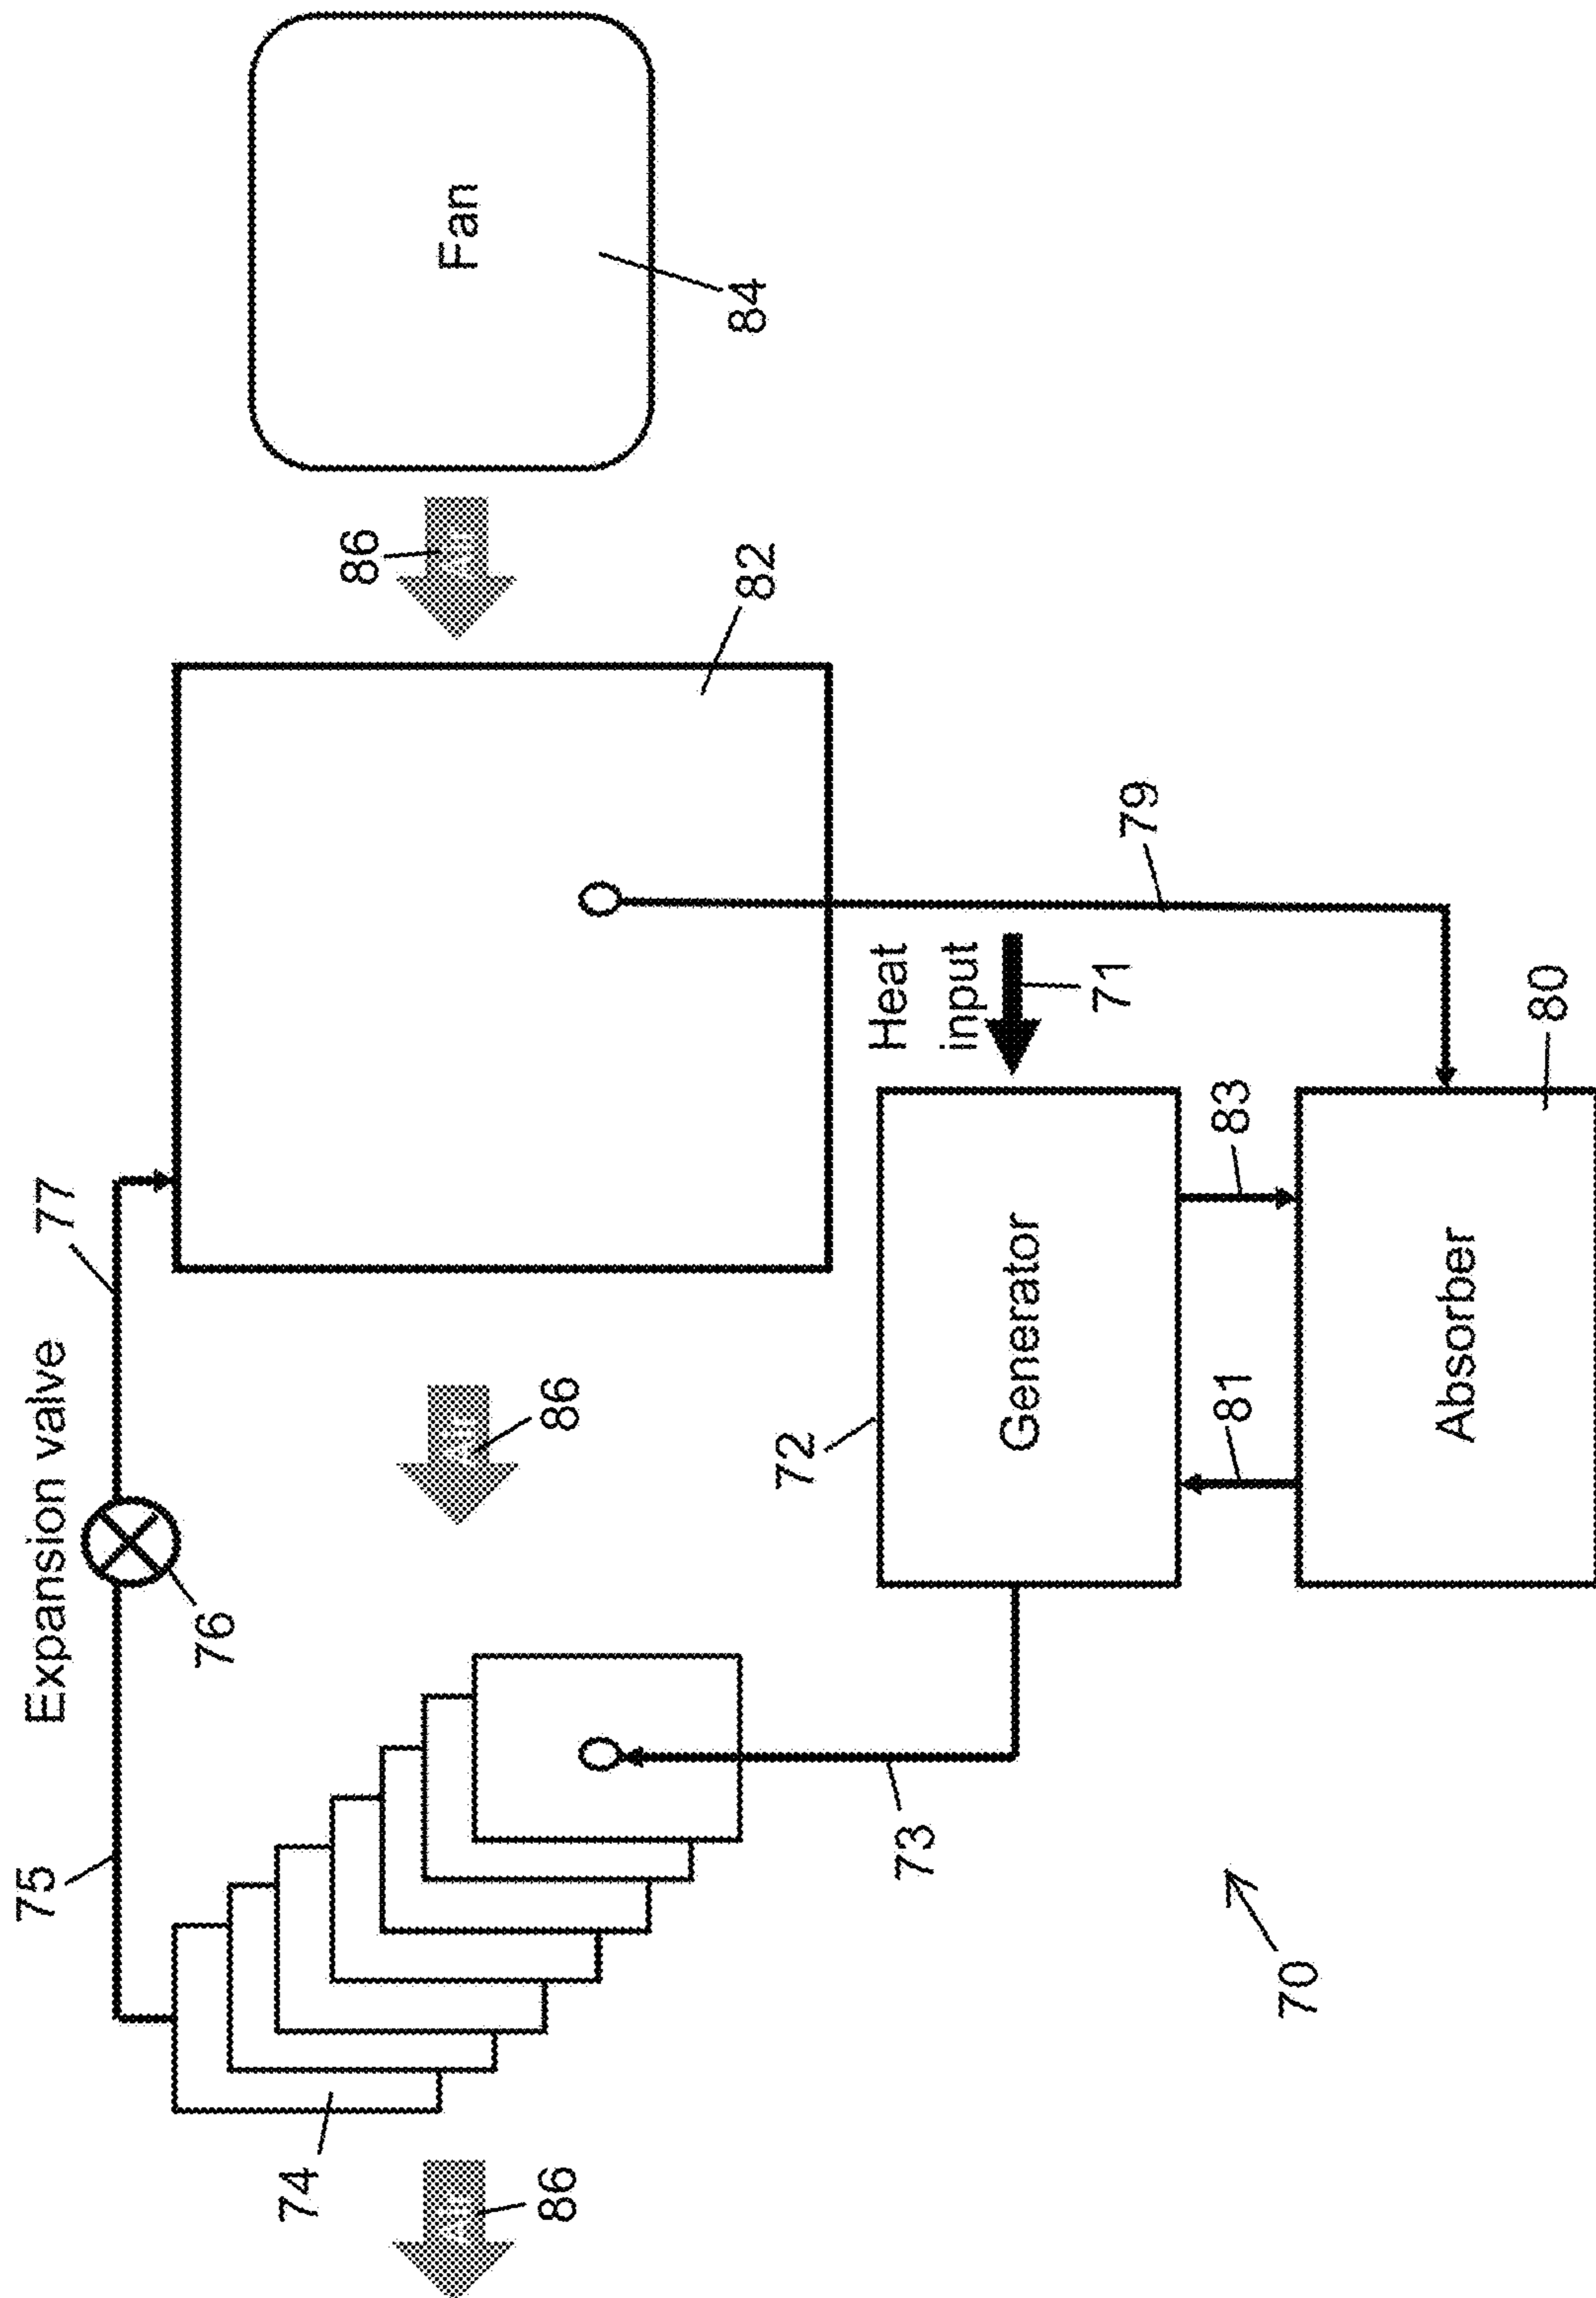 75
Expansion valve
77
76
74
86
Fan
86
86
82
84
72
Heat
input
73
Generator
71
79
81
83
70
Absorber
80